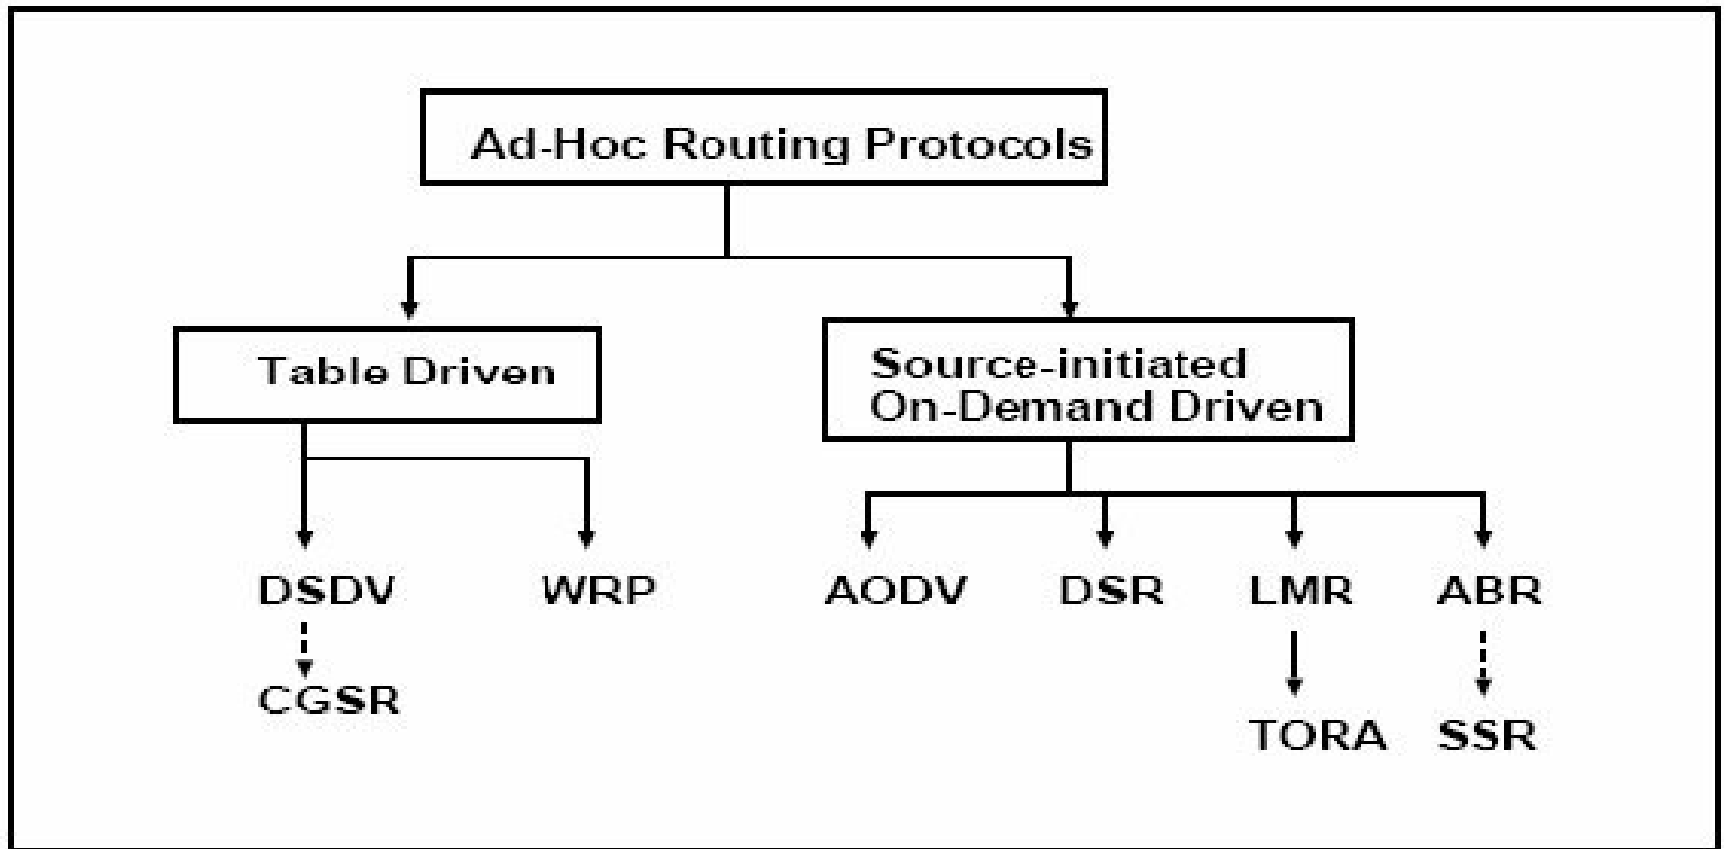 Ad-Hoc Routing Protocols
Table Driven
Source-initiated
On-Demand Driven
DSDV
WRP
AODV
DSR
LMR
ABR
CGSR
TORA
SSR